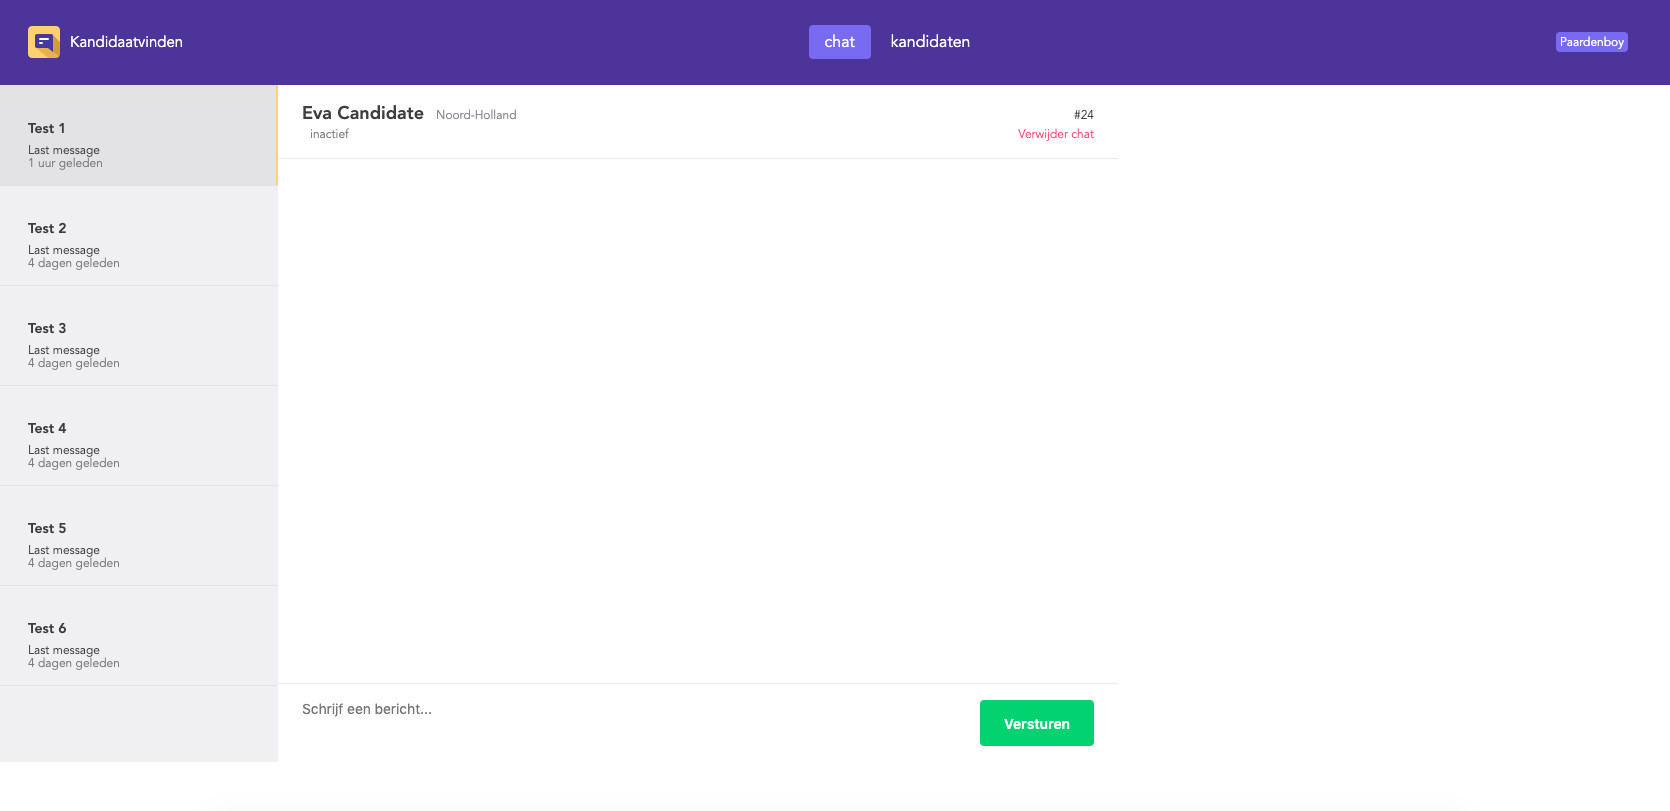 Kandidaatvinden
chat
kandidaten
Paardenboy
Test 1
Last message
1 uur geleden
Test 2
Last message
4 dagen geleden
Test 3
Last message
4 dagen geleden
Test 4
Last message
4 dagen geleden
Test 5
Last message
4 dagen geleden
Test 6
Last message
4 dagen geleden
Eva Candidate Noord-Holland
inactief
#24
Verwijder chat
Schrijf een bericht...
Versturen